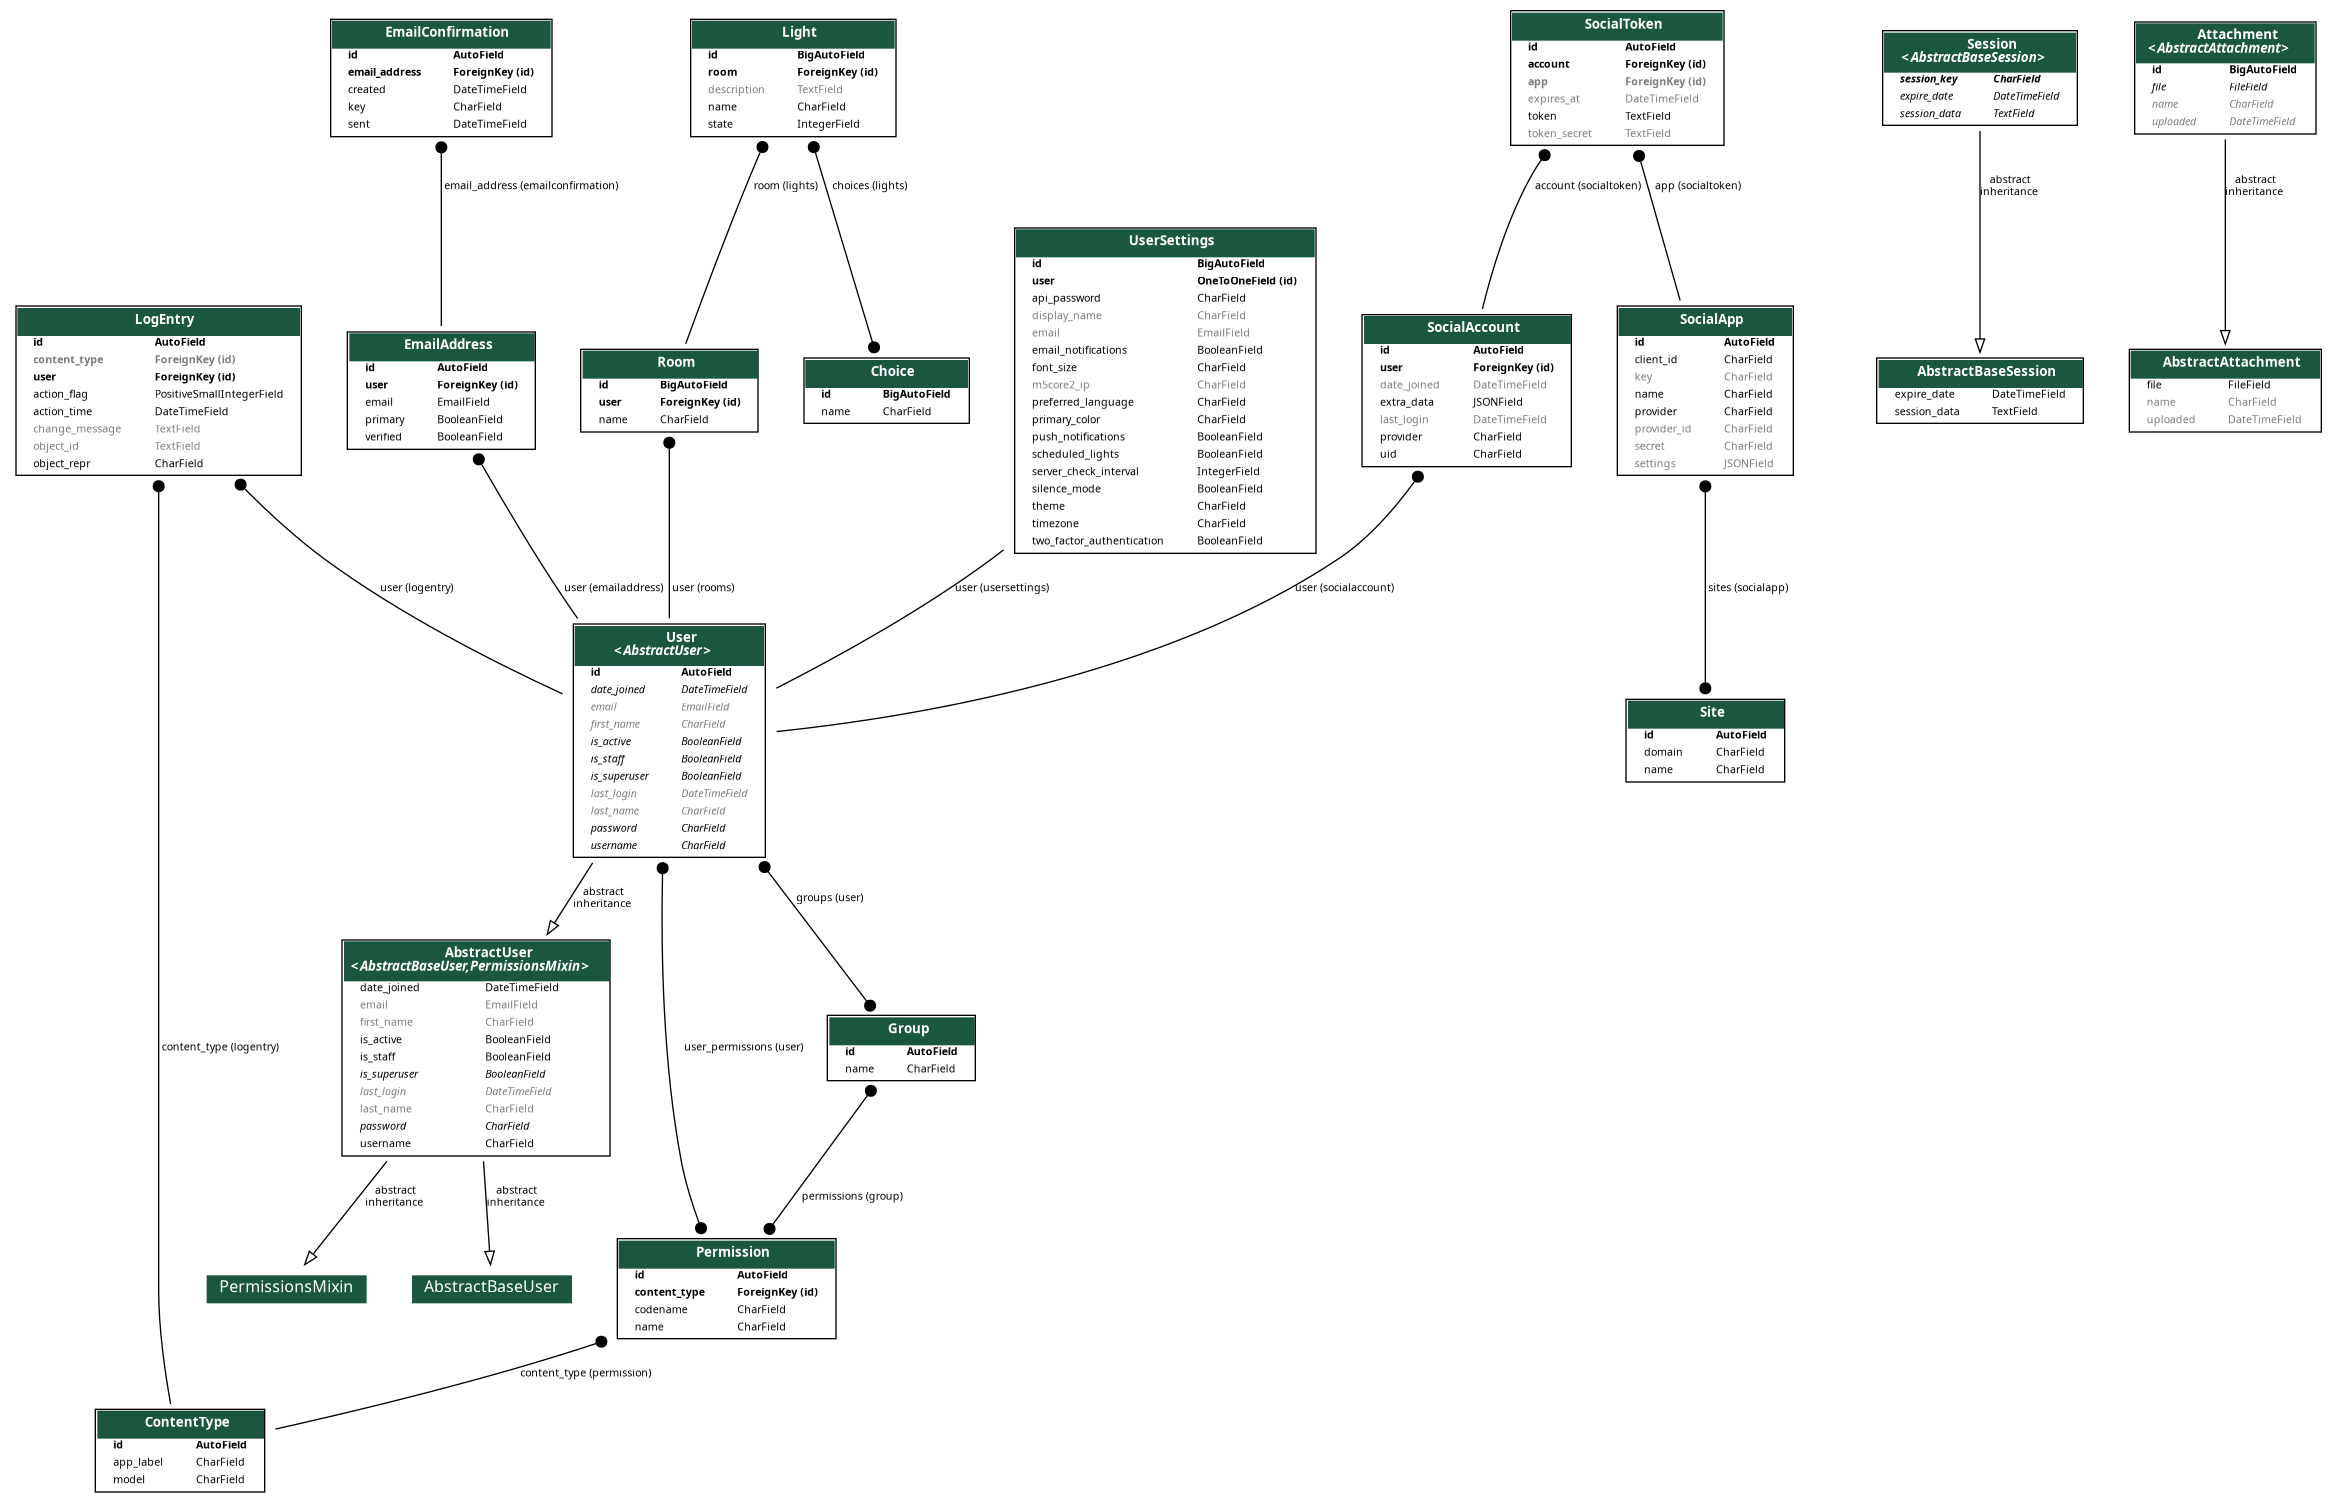 EmailConfirmation
id AutoField
email_address ForeignKey (id)
created DateTimeField
key CharField
sent DateTimeField
Light
id BigAutoField
room ForeignKey (id)
description TextField
name CharField
state IntegerField
SocialToken
id AutoField
account ForeignKey (id)
app ForeignKey (id)
expires_at DateTimeField
token TextField
token_secret TextField
Session
<AbstractBaseSession>
session_key CharField
expire_date DateTimeField
session_data TextField
Attachment
<AbstractAttachment>
id BigAutoField
file FileField
name CharField
uploaded DateTimeField
email_address (emailconfirmation)
room (lights)
choices (lights)
account (socialtoken)
app (socialtoken)
abstract
inheritance
abstract
inheritance
LogEntry
id AutoField
content_type ForeignKey (id)
user ForeignKey (id)
action_flag PositiveSmallIntegerField
action_time DateTimeField
change_message TextField
object_id TextField
object_repr CharField
EmailAddress
id AutoField
user ForeignKey (id)
email EmailField
primary BooleanField
verified BooleanField
Room
id BigAutoField
user ForeignKey (id)
name CharField
Choice
id BigAutoField
name CharField
UserSettings
id BigAutoField
user OneToOneField (id)
api_password CharField
display_name CharField
email EmailField
email_notifications BooleanField
font_size CharField
m5core2_ip CharField
preferred_language CharField
primary_color CharField
push_notifications BooleanField
scheduled_lights BooleanField
server_check_interval IntegerField
silence_mode BooleanField
theme CharField
timezone CharField
two_factor_authentication BooleanField
SocialAccount
id AutoField
user ForeignKey (id)
date_joined DateTimeField
extra_data JSONField
last_login DateTimeField
provider CharField
uid CharField
SocialApp
id AutoField
client_id CharField
key CharField
name CharField
provider CharField
provider_id CharField
secret CharField
settings JSONField
AbstractBaseSession
expire_date DateTimeField
session_data TextField
AbstractAttachment
file FileField
name CharField
uploaded DateTimeField
user (logentry)
user (emailaddress)
user (rooms)
user (usersettings)
user (socialaccount)
sites (socialapp)
User
<AbstractUser>
id AutoField
date_joined DateTimeField
email EmailField
first_name CharField
is_active BooleanField
is_staff BooleanField
is_superuser BooleanField
last_login DateTimeField
last_name CharField
password CharField
username CharField
Site
id AutoField
domain CharField
name CharField
abstract
inheritance
groups (user)
AbstractUser
<AbstractBaseUser,PermissionsMixin>
date_joined DateTimeField
email EmailField
first_name CharField
is_active BooleanField
is_staff BooleanField
is_superuser BooleanField
last_login DateTimeField
last_name CharField
password CharField
username CharField
content_type (logentry)
user_permissions (user)
Group
id AutoField
name CharField
abstract
inheritance
abstract
inheritance
permissions (group)
PermissionsMixin
AbstractBaseUser
Permission
id AutoField
content_type ForeignKey (id)
codename CharField
name CharField
content_type (permission)
ContentType
id AutoField
app_label CharField
model CharField